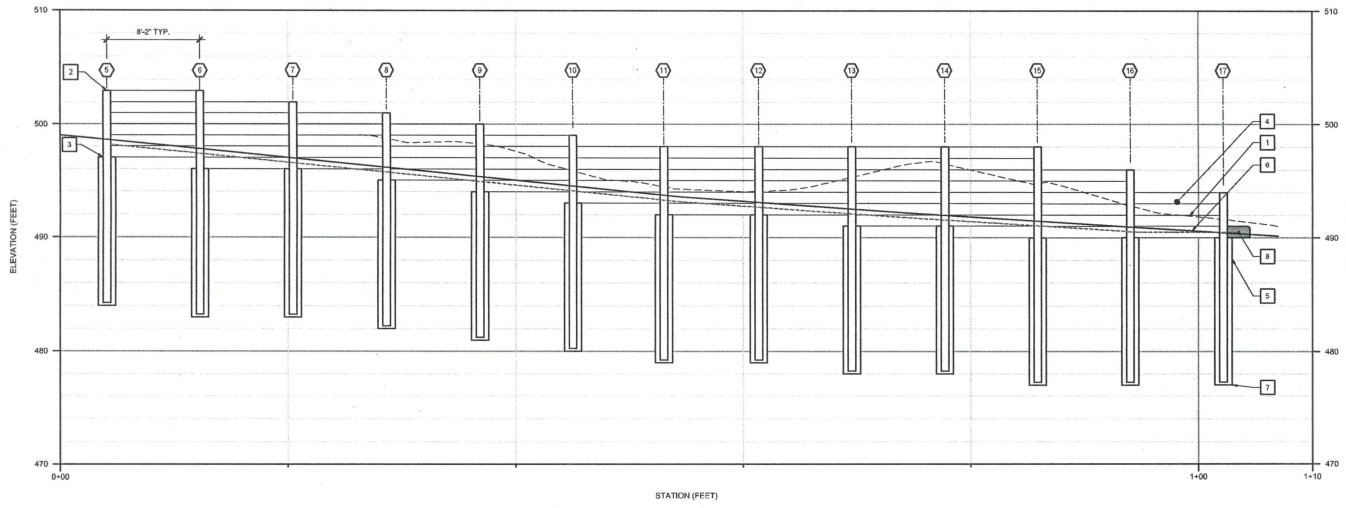 510 510
8'-2" TYP.
2 5 6 7 8 9 10 11 12 13 14 15 16 17
500 500
4
3 1
6
ELEVATION (FEET)
490 490
8
5
480 480
7
470 470
0+00 1+00 1+10
STATION (FEET)